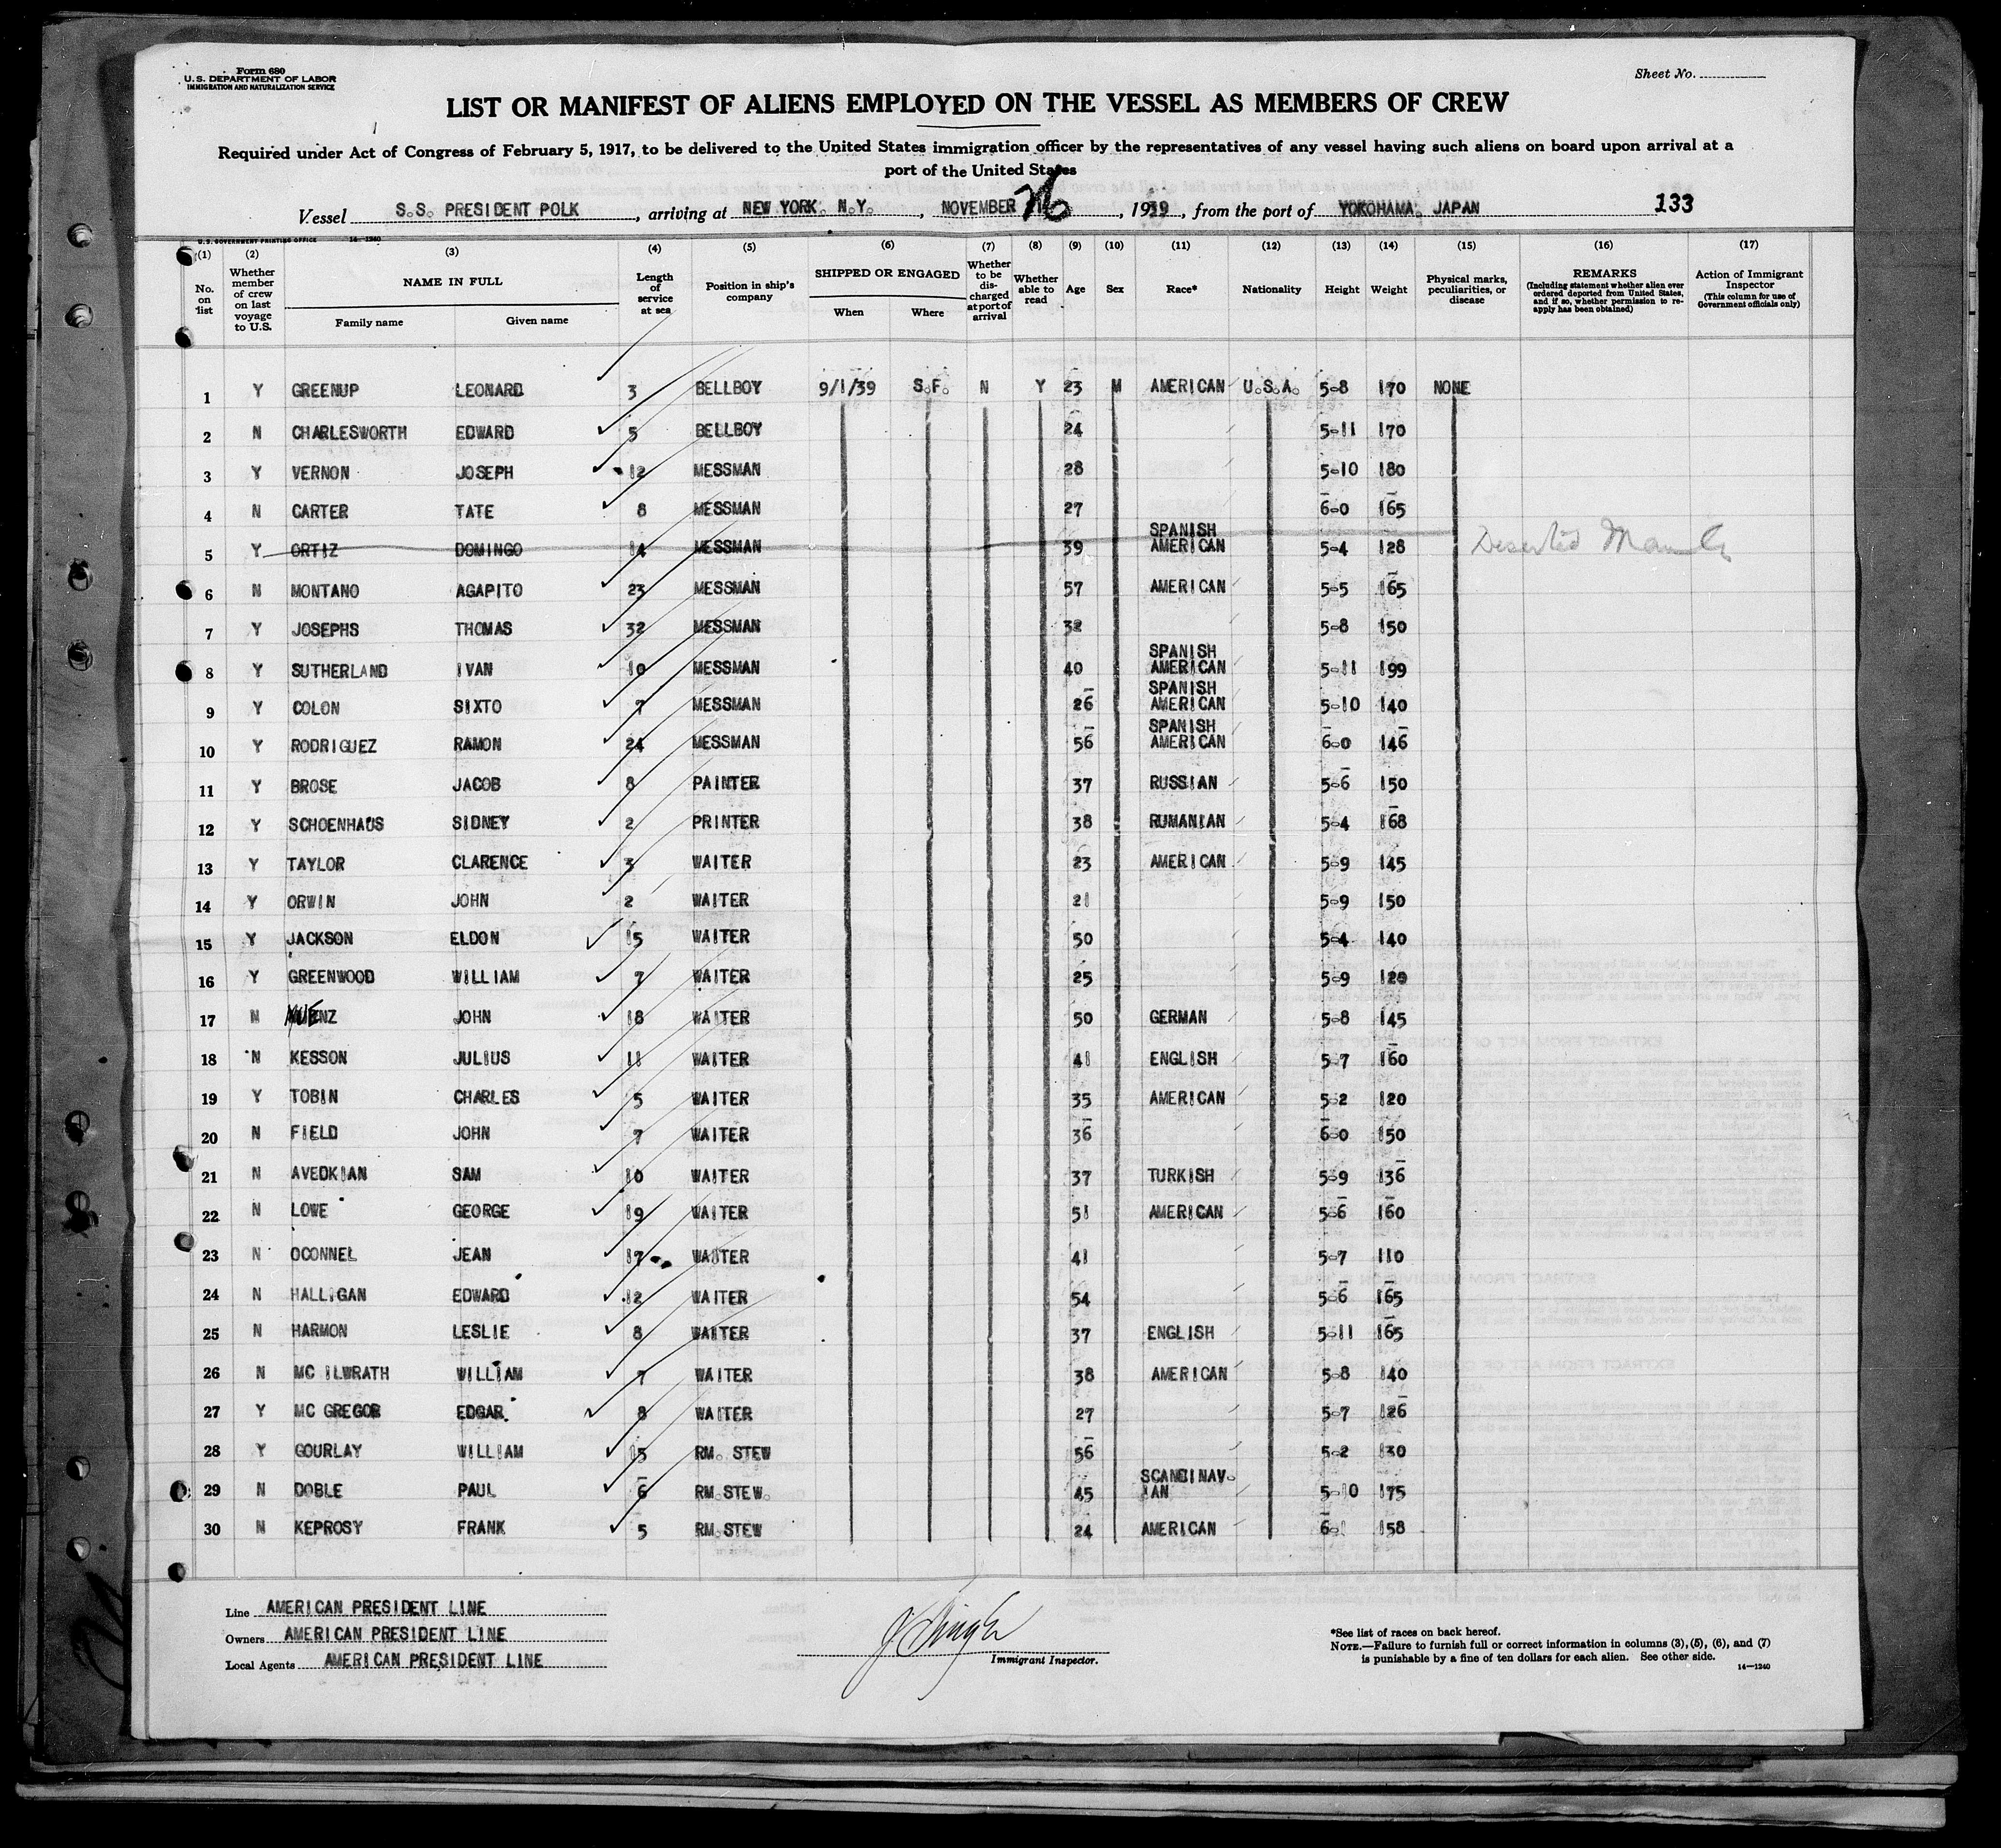 Form 680
U. S. DEPARTMENT OF LABOR
IMMIGRATION AND NATURALIZATION SERVICE
Sheet No.
LIST OR MANIFEST OF ALIENS EMPLOYED ON THE VESSEL AS MEMBERS OF CREW
Required under Act of Congress of February 5, 1917, to be delivered to the United States immigration officer by the representatives of any vessel having such aliens on board upon arrival at a
port of the United States
Vessel S.S. PRESIDENT POLK, arriving at NEW YORK. N.Y., NOVEMBER, 1939, from the port of YOKOHAMA. JAPAN 133
U. S. GOVERNMENT PRINTING OFFICE 14—1240
(1) No. on list (2) Whether member of crew on last voyage to U.S. (3) NAME IN FULL Family name Given name (4) Length of service at sea (5) Position in ship's company (6) SHIPPED OR ENGAGED When Where (7) Whether to be discharged at port of arrival (8) Whether able to read (9) Age (10) Sex (11) Race* (12) Nationality (13) Height (14) Weight (15) Physical marks, peculiarities, or disease (16) REMARKS (Including statement whether alien ever ordered deported from United States, and if so, whether permission to reapply has been obtained) (17) Action of Immigrant Inspector (This column for use of Government officials only)
1 Y GREENUP LEONARD 3 BELLBOY 9/1/39 S.F. N Y 23 M AMERICAN U.S.A. 5-8 170 NONE
2 N CHARLESWORTH EDWARD 5 BELLBOY 24 5-11 170
3 Y VERNON JOSEPH 12 MESSMAN 28 5-10 180
4 N CARTER TATE 8 MESSMAN 27 6-0 165
5 Y ORTIZ DOMINGO 14 MESSMAN 39 SPANISH AMERICAN 5-4 128 Deserted Manila
6 N MONTANO AGAPITO 23 MESSMAN 57 AMERICAN 5-5 165
7 Y JOSEPHS THOMAS 32 MESSMAN 32 5-8 150
8 Y SUTHERLAND IVAN 10 MESSMAN 40 SPANISH AMERICAN 5-11 199
9 Y COLON SIXTO 7 MESSMAN 26 SPANISH AMERICAN 5-10 140
10 Y RODRIGUEZ RAMON 24 MESSMAN 56 SPANISH AMERICAN 6-0 146
11 Y BROSE JACOB 8 PAINTER 37 RUSSIAN 5-6 150
12 Y SCHOENHAUS SIDNEY 2 PRINTER 38 RUMANIAN 5-4 168
13 Y TAYLOR CLARENCE 3 WAITER 23 AMERICAN 5-9 145
14 Y ORWIN JOHN 2 WAITER 21 5-9 150
15 Y JACKSON ELDON 15 WAITER 50 5-4 140
16 Y GREENWOOD WILLIAM 7 WAITER 25 5-9 120
17 N JOHN 18 WAITER 50 GERMAN 5-8 145
18 N KESSON JULIUS 11 WAITER 41 ENGLISH 5-7 160
19 Y TOBIN CHARLES 5 WAITER 35 AMERICAN 5-2 120
20 N FIELD JOHN 7 WAITER 36 6-0 150
21 N AVEDKIAN SAM 10 WAITER 37 TURKISH 5-9 136
22 N LOWE GEORGE 19 WAITER 51 AMERICAN 5-6 160
23 N OCONNEL JEAN 17 WAITER 41 5-7 110
24 N HALLIGAN EDWARD 12 WAITER 54 5-6 165
25 N HARMON LESLIE 8 WAITER 37 ENGLISH 5-11 165
26 N MC ILWRATH WILLIAM 7 WAITER 38 AMERICAN 5-8 140
27 Y MC GREGOR EDGAR 8 WAITER 27 5-7 126
28 Y GOURLAY WILLIAM 15 RM. STEW 56 5-2 130
29 N DOBLE PAUL 6 RM.STEW. 45 SCANDINAV-IAN 5-10 175
30 N KEPROSY FRANK 5 RM.STEW 24 AMERICAN 6-1 158
Line AMERICAN PRESIDENT LINE
Owners AMERICAN PRESIDENT LINE
Local Agents AMERICAN PRESIDENT LINE
Immigrant Inspector.
*See list of races on back hereof.
NOTE.—Failure to furnish full or correct information in columns (3), (5), (6), and (7)
is punishable by a fine of ten dollars for each alien. See other side.
14—1240